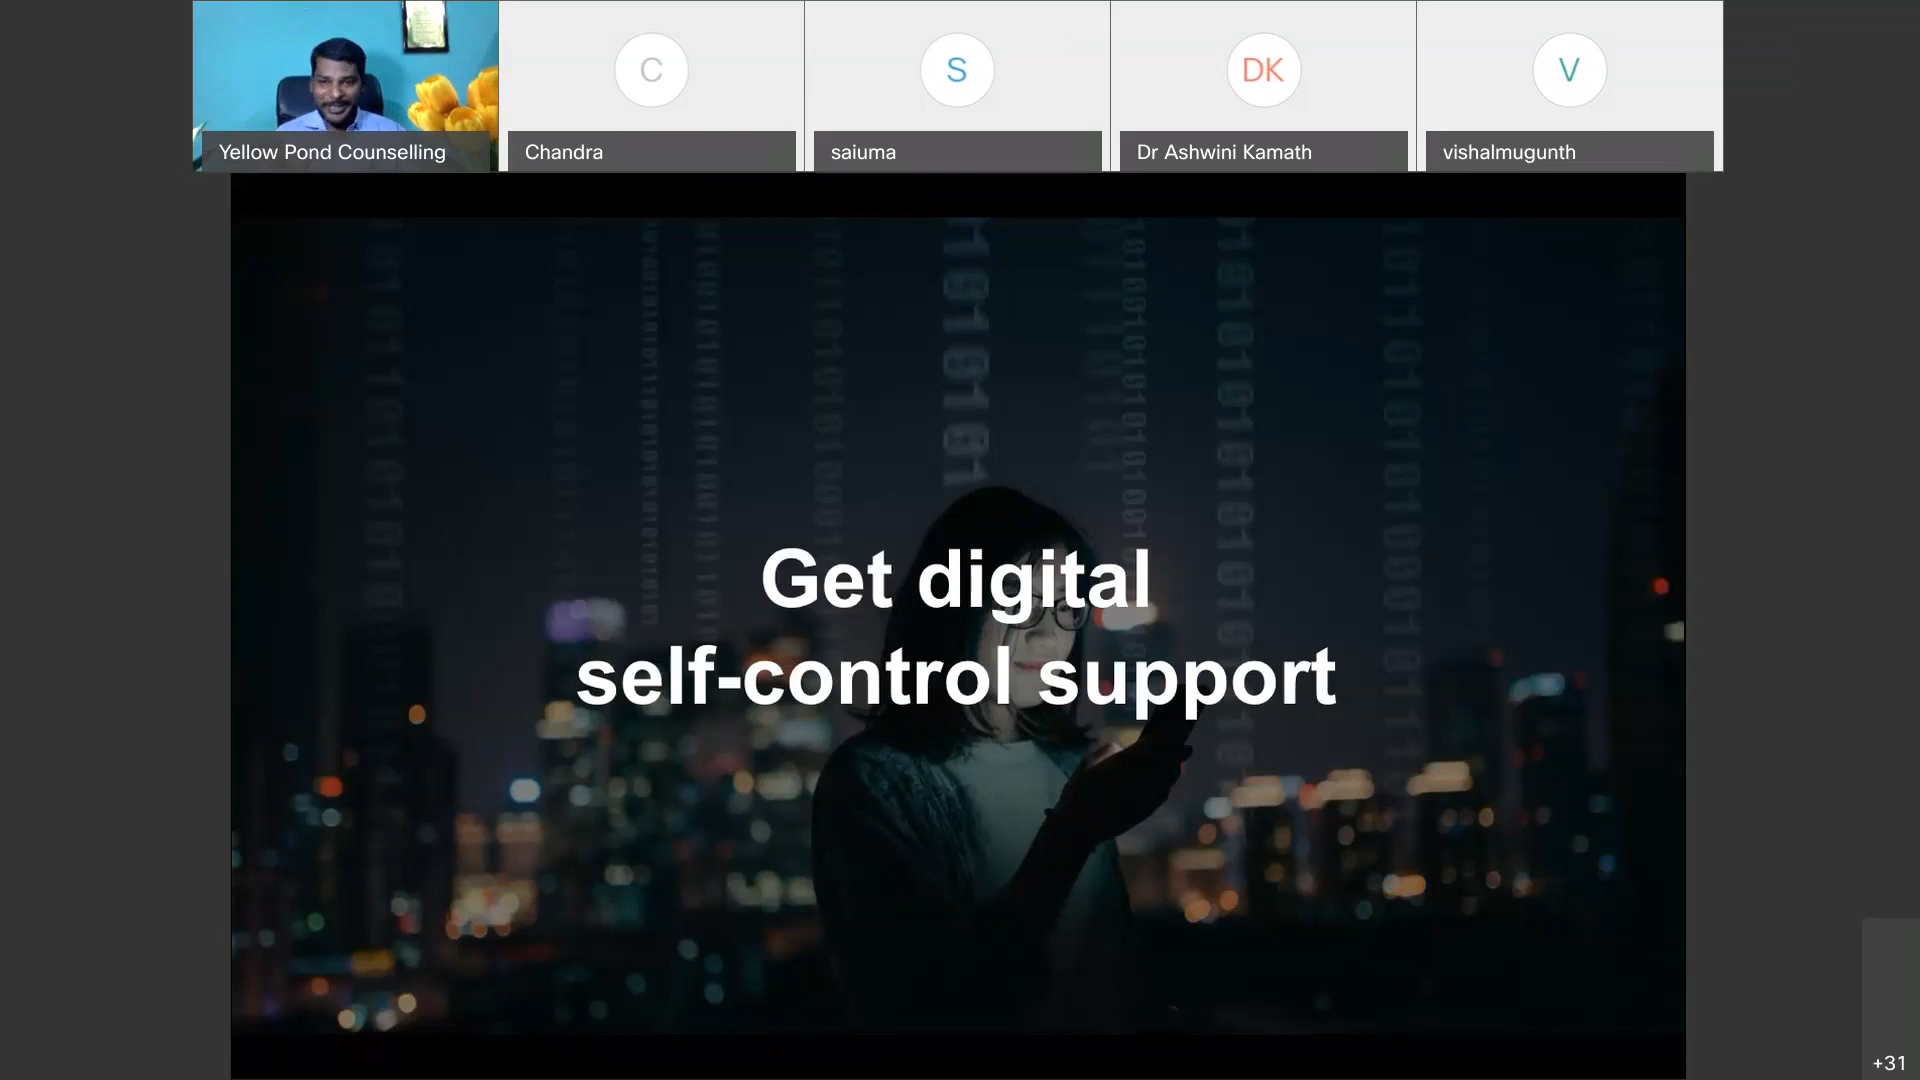 C
S
DK
V
Yellow Pond Counselling
Chandra
saiuma
Dr Ashwini Kamath
vishalmugunth
Get digital
self-control support
+31